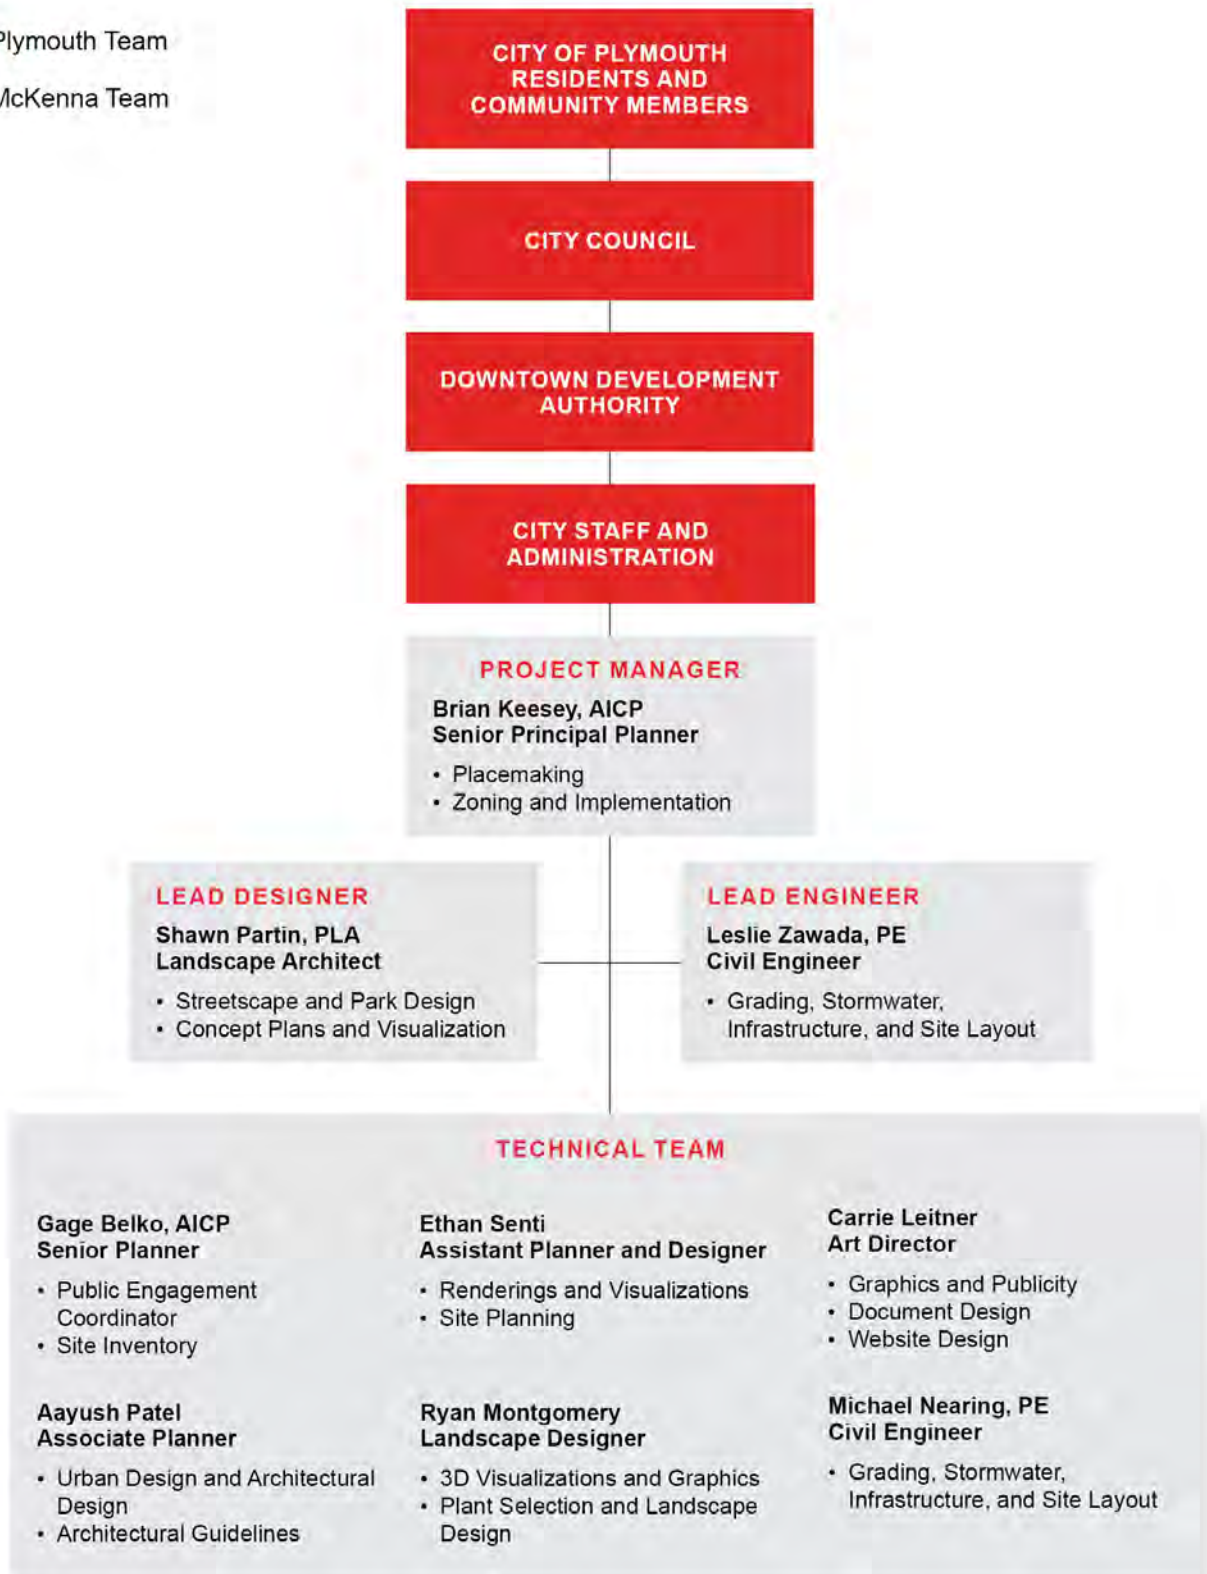 Plymouth Team
McKenna Team
CITY OF PLYMOUTH
RESIDENTS AND
COMMUNITY MEMBERS
CITY COUNCIL
DOWNTOWN DEVELOPMENT
AUTHORITY
CITY STAFF AND
ADMINISTRATION
PROJECT MANAGER
Brian Keesey, AICP
Senior Principal Planner
• Placemaking
• Zoning and Implementation
LEAD DESIGNER
Shawn Partin, PLA
Landscape Architect
• Streetscape and Park Design
• Concept Plans and Visualization
LEAD ENGINEER
Leslie Zawada, PE
Civil Engineer
• Grading, Stormwater,
Infrastructure, and Site Layout
TECHNICAL TEAM
Gage Belko, AICP
Senior Planner
• Public Engagement
Coordinator
• Site Inventory
Ethan Senti
Assistant Planner and Designer
• Renderings and Visualizations
• Site Planning
Carrie Leitner
Art Director
• Graphics and Publicity
• Document Design
• Website Design
Aayush Patel
Associate Planner
• Urban Design and Architectural
Design
• Architectural Guidelines
Ryan Montgomery
Landscape Designer
• 3D Visualizations and Graphics
• Plant Selection and Landscape
Design
Michael Nearing, PE
Civil Engineer
• Grading, Stormwater,
Infrastructure, and Site Layout